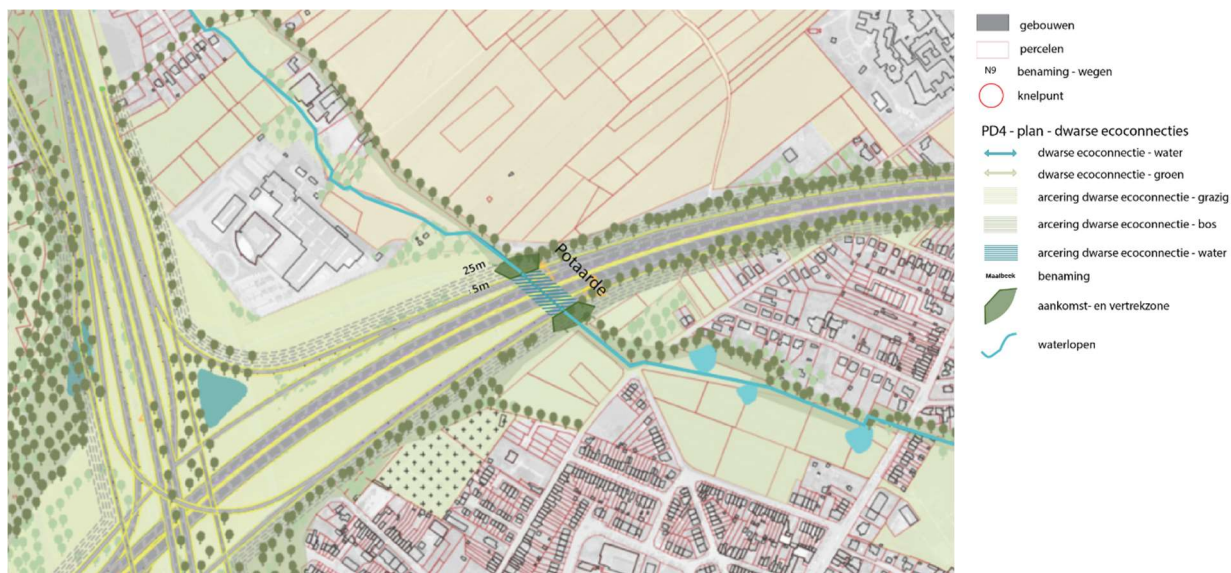 25m
5m
Potaarde
gebouwen
percelen
N9 benaming - wegen
knelpunt
PD4 - plan - dwarse ecoconnecties
dwarse ecoconnectie - water
dwarse ecoconnectie - groen
arcering dwarse ecoconnectie - grazig
arcering dwarse ecoconnectie - bos
arcering dwarse ecoconnectie - water
Maalbeek benaming
aankomst- en vertrekzone
waterlopen